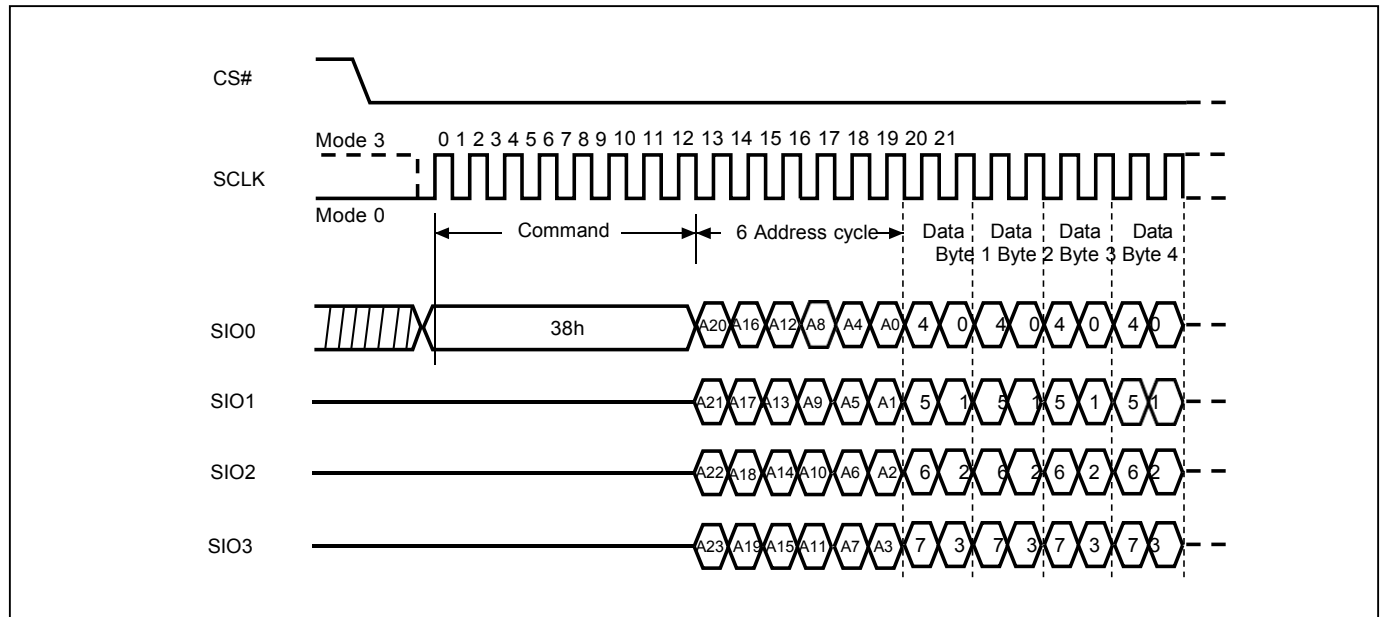 CS#
Mode 3
0 1 2 3 4 5 6 7 8 9 10 11 12 13 14 15 16 17 18 19 20 21
SCLK
Mode 0
Command
6 Address cycle
Data Data Data Data
Byte 1 Byte 2 Byte 3 Byte 4
SIO0 38h A20 A16 A12 A8 A4 A0 4 0 4 0 4 0 4 0
SIO1 A21 A17 A13 A9 A5 A1 5 1 5 1 5 1 5 1
SIO2 A22 A18 A14 A10 A6 A2 6 2 6 2 6 2 6 2
SIO3 A23 A19 A15 A11 A7 A3 7 3 7 3 7 3 7 3